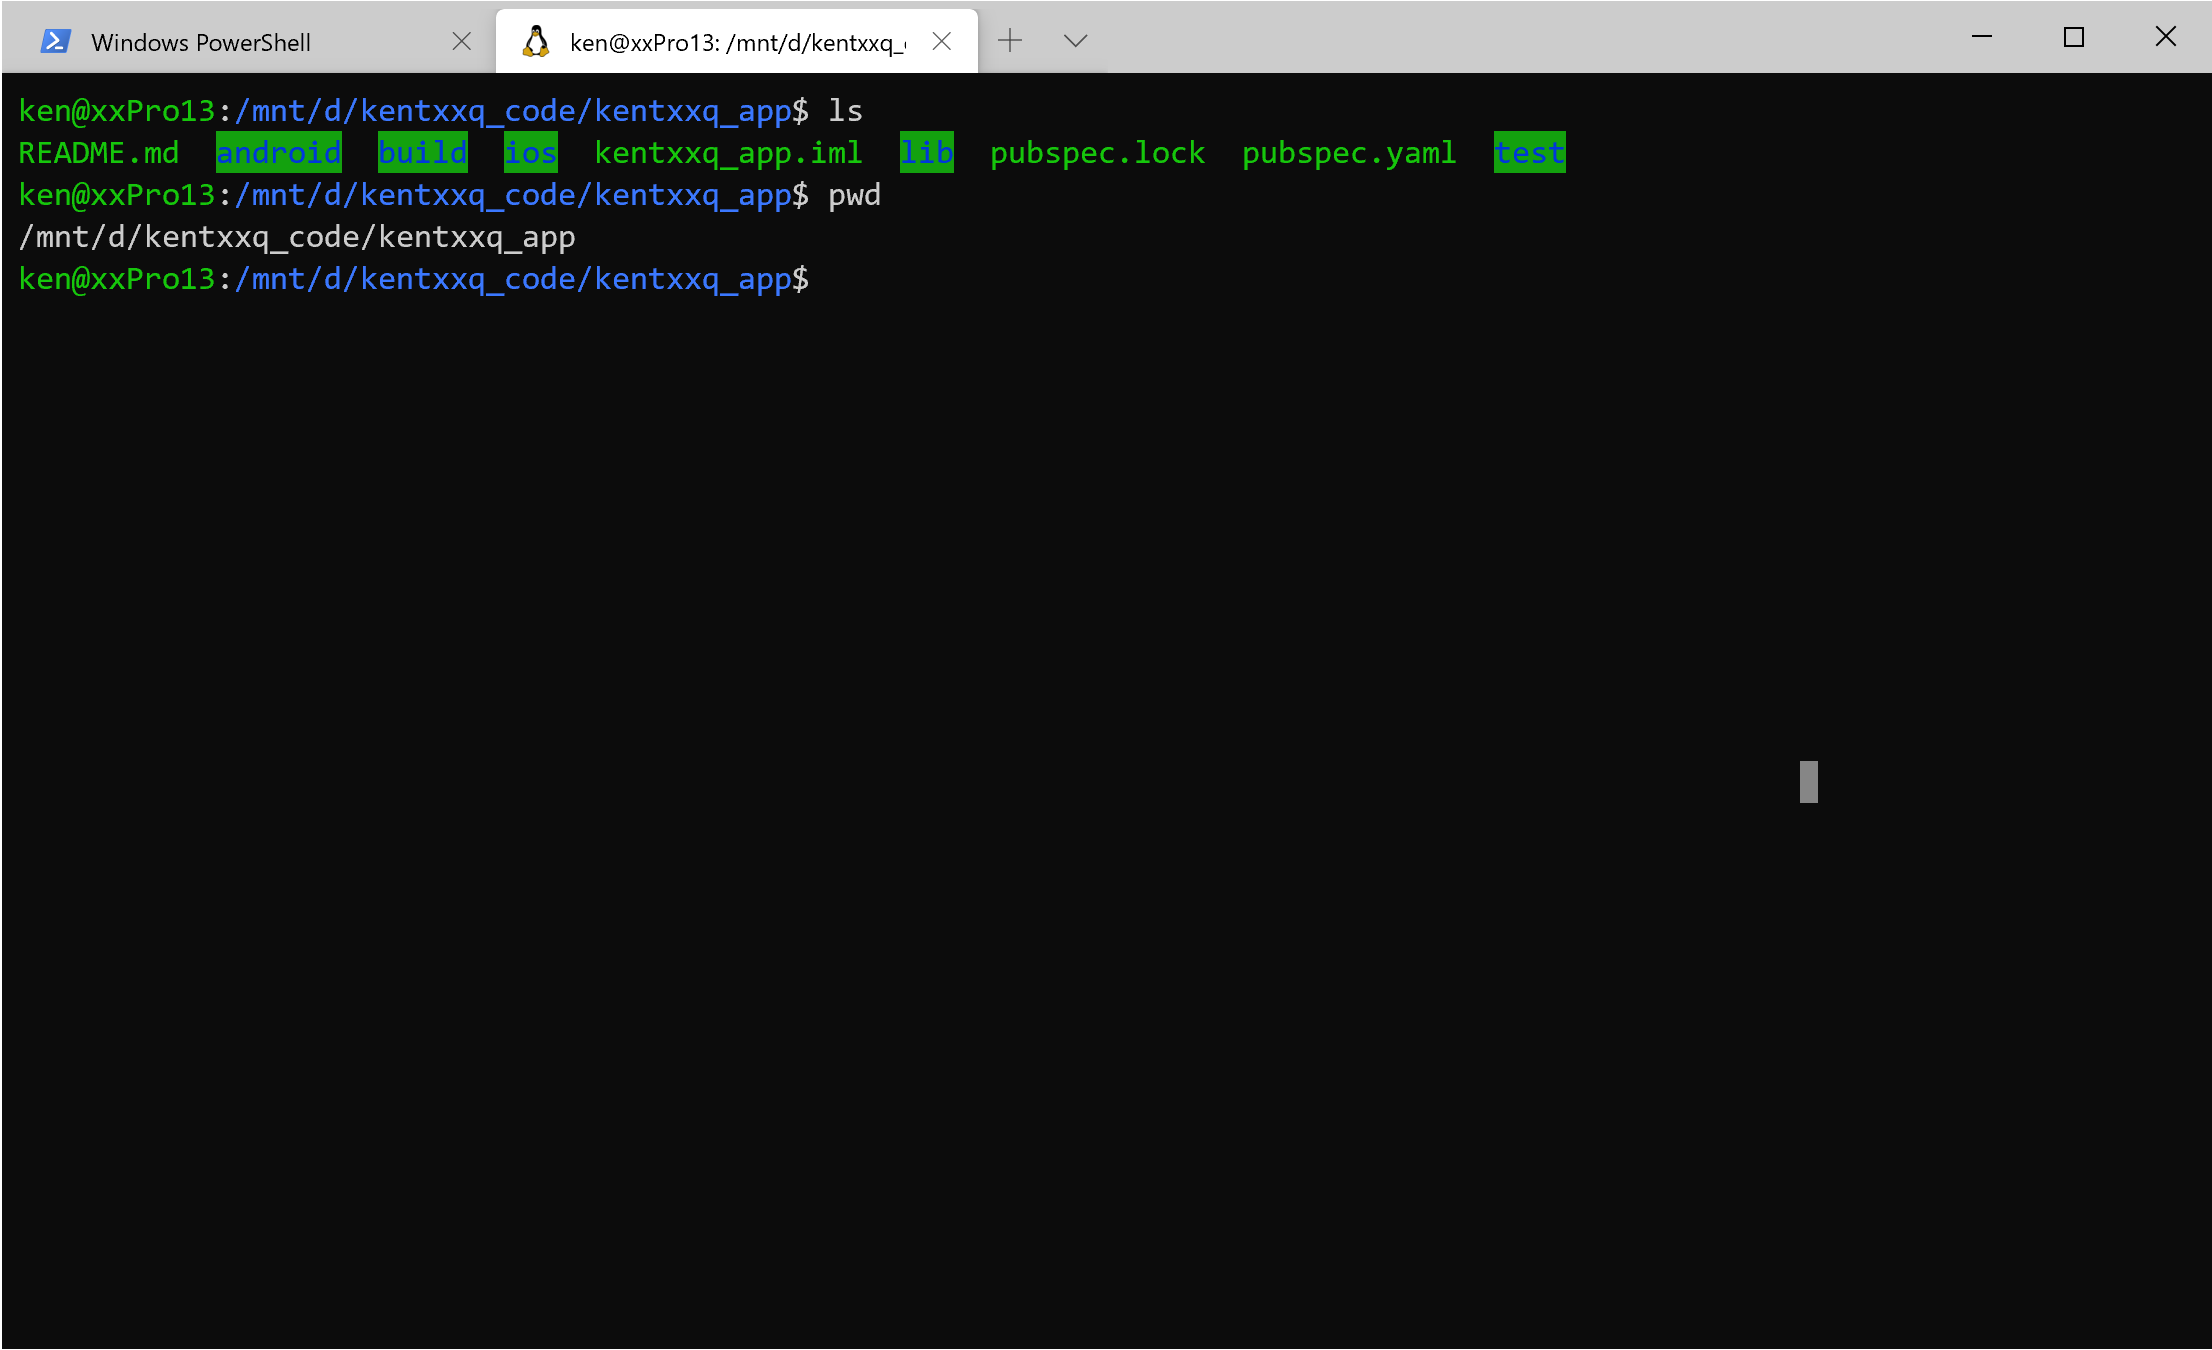 Windows PowerShell
ken@xxPro13: /mnt/d/kentxxq_
ken@xxPro13:/mnt/d/kentxxq_code/kentxxq_app$ ls
README.md  android  build  ios  kentxxq_app.iml  lib  pubspec.lock  pubspec.yaml  test
ken@xxPro13:/mnt/d/kentxxq_code/kentxxq_app$ pwd
/mnt/d/kentxxq_code/kentxxq_app
ken@xxPro13:/mnt/d/kentxxq_code/kentxxq_app$